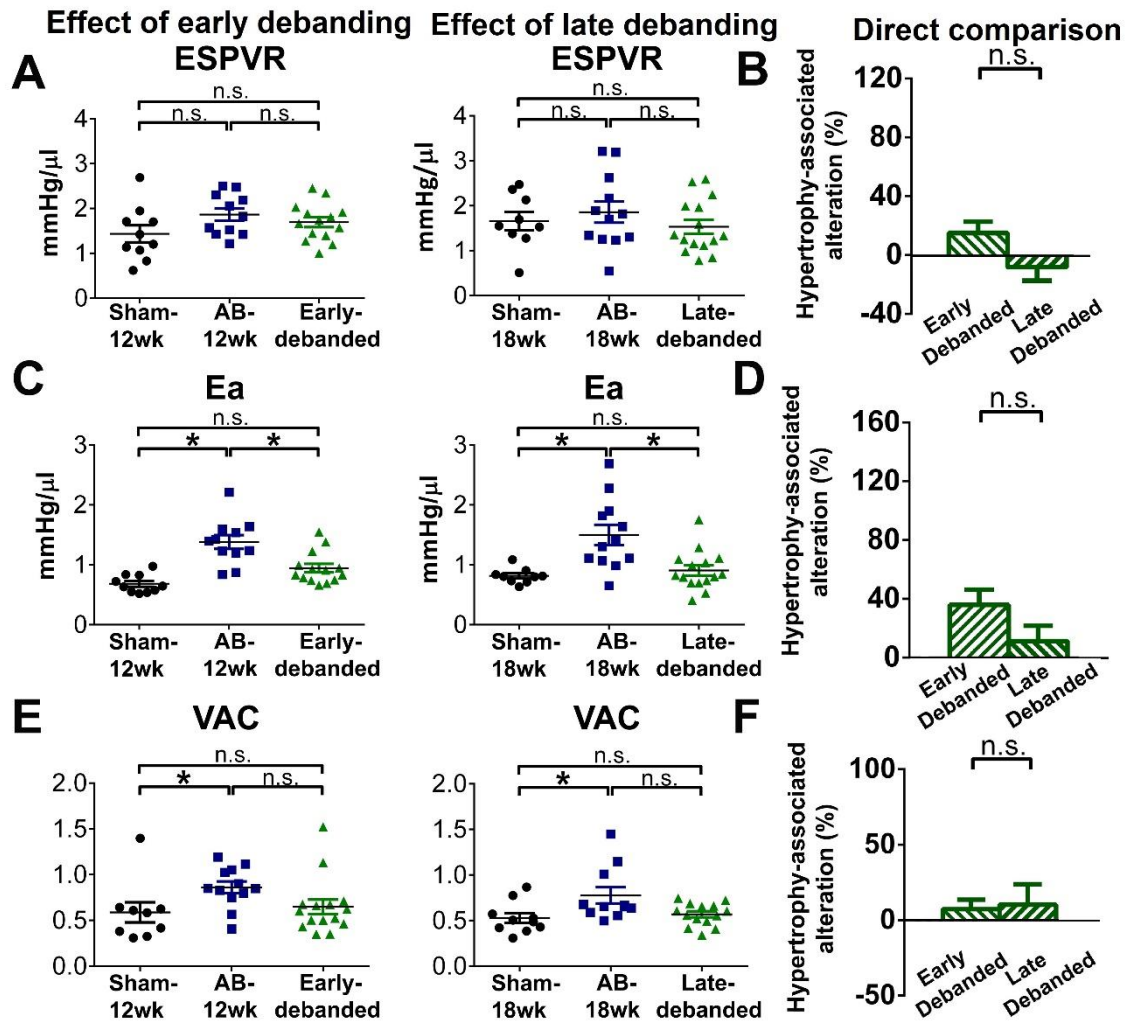 Effect of early debanding
Effect of late debanding
Direct comparison
A
ESPVR
n.s.
n.s.
n.s.
mmHg/µl
4
3
2
1
0
Sham-
12wk
AB-
12wk
Early-
debanded
ESPVR
n.s.
n.s.
n.s.
mmHg/µl
4
3
2
1
0
Sham-
18wk
AB-
18wk
Late-
debanded
B
n.s.
Hypertrophy-associated
alteration (%)
120
80
40
0
-40
Early
Debanded
Late
Debanded
C
Ea
n.s.
*
*
mmHg/µl
3
2
1
0
Sham-
12wk
AB-
12wk
Early-
debanded
Ea
n.s.
*
*
mmHg/µl
3
2
1
0
Sham-
18wk
AB-
18wk
Late-
debanded
D
n.s.
Hypertrophy-associated
alteration (%)
160
120
80
40
0
Early
Debanded
Late
Debanded
E
VAC
n.s.
*
n.s.
2.0
1.5
1.0
0.5
0.0
Sham-
12wk
AB-
12wk
Early-
debanded
VAC
n.s.
*
n.s.
2.0
1.5
1.0
0.5
0.0
Sham-
18wk
AB-
18wk
Late-
debanded
F
n.s.
Hypertrophy-associated
alteration (%)
100
50
0
-50
Early
Debanded
Late
Debanded